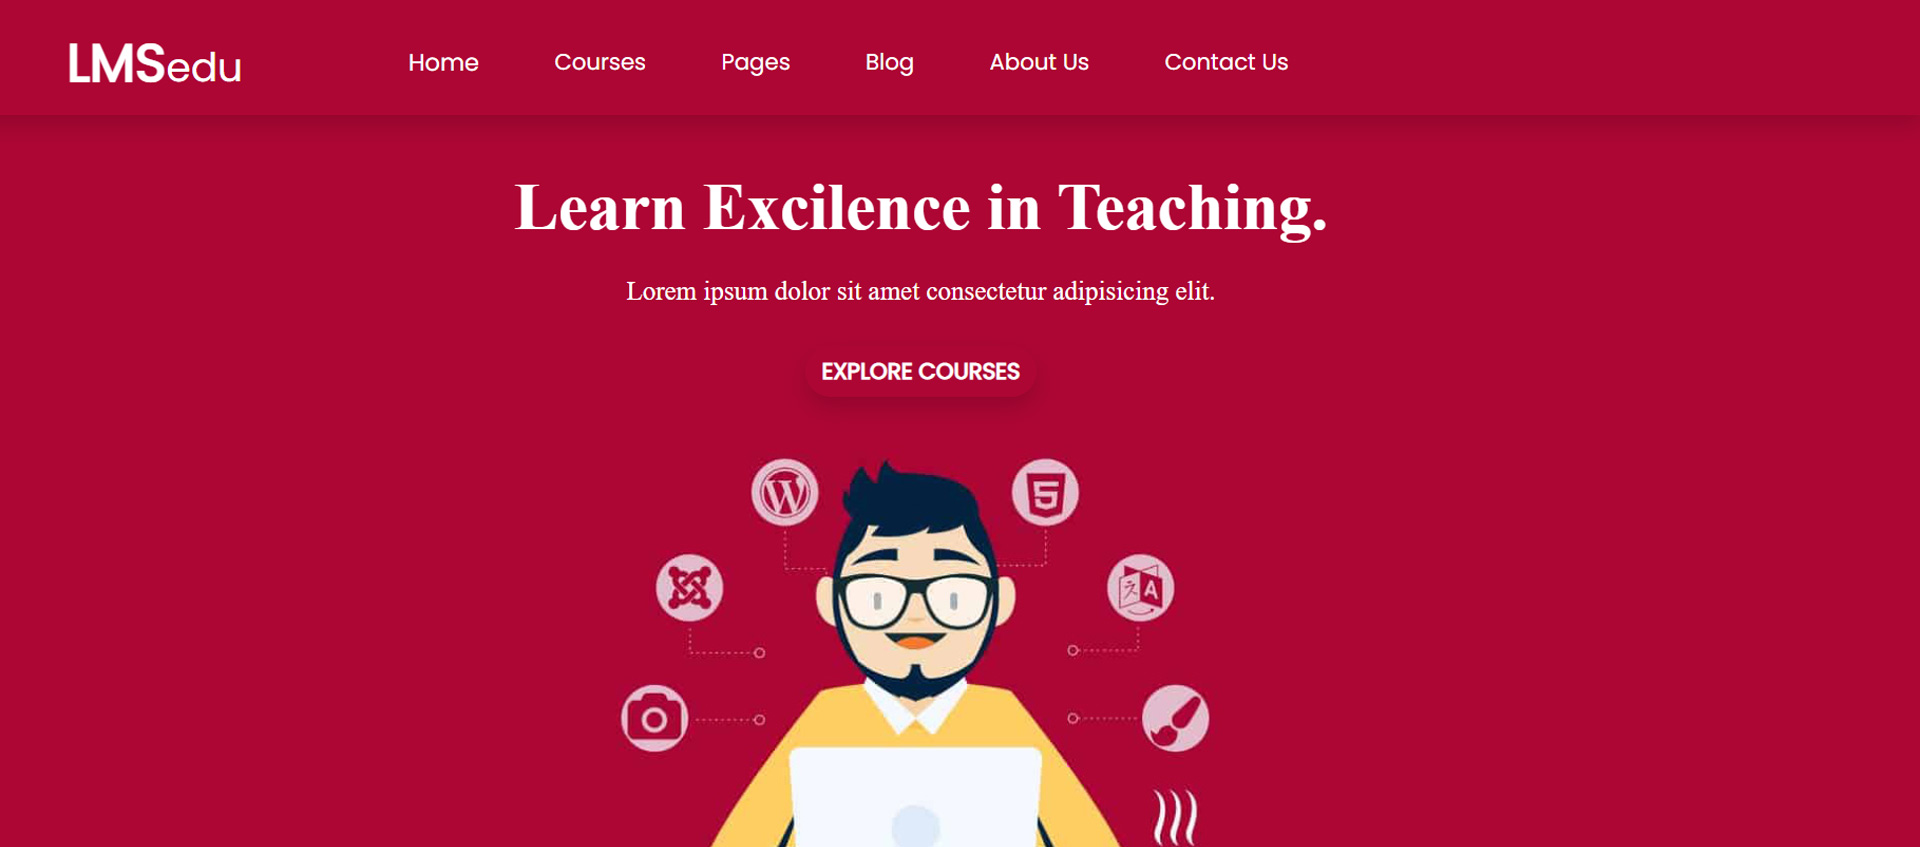 LMSedu Home Courses Pages Blog About Us Contact Us
Learn Excilence in Teaching.
Lorem ipsum dolor sit amet consectetur adipisicing elit.
EXPLORE COURSES